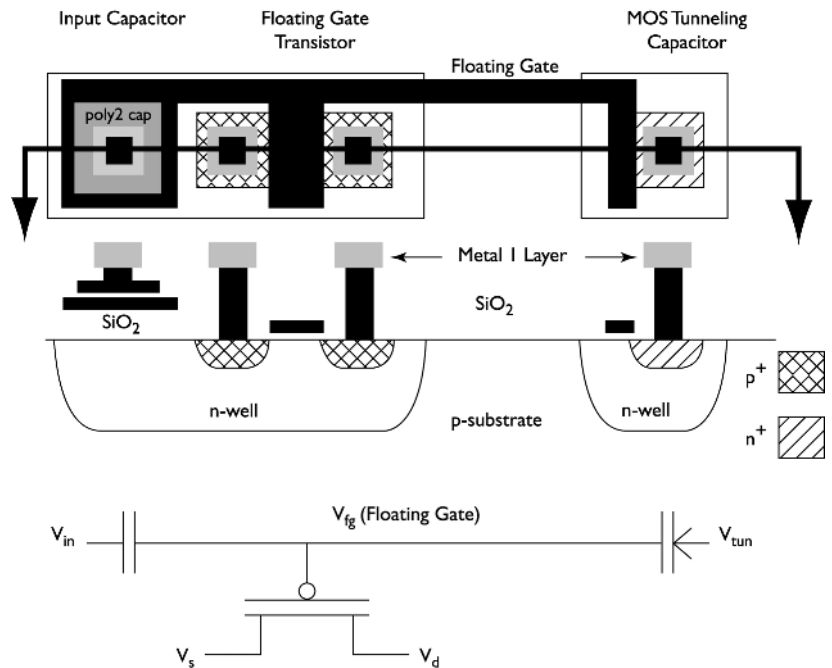 Input Capacitor
Floating Gate
Transistor
MOS Tunneling
Capacitor
Floating Gate
poly2 cap
Metal 1 Layer
SiO2
SiO2
n-well
p-substrate
n-well
p+
n+
Vin
Vfg (Floating Gate)
Vtun
Vs
Vd